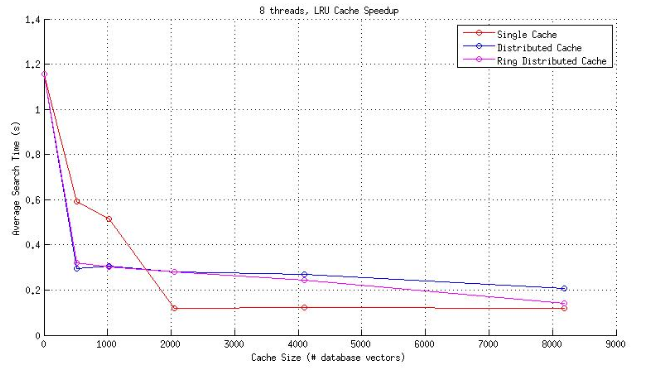 8 threads, LRU Cache Speedup
1.4
1.2
1
0.8
0.6
0.4
0.2
0
Average Search Time (s)
Single Cache
Distributed Cache
Ring Distributed Cache
0 1000 2000 3000 4000 5000 6000 7000 8000 9000
Cache Size (# database vectors)